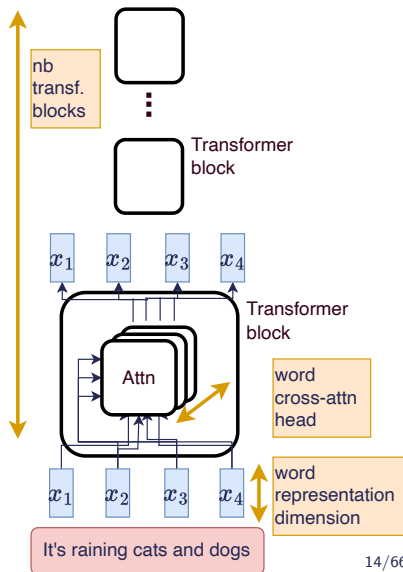 nb
transf.
blocks
Transformer
block
x₁ x₂ x₃ x₄
Transformer
block
Attn
word
cross-attn
head
x₁ x₂ x₃ x₄
word
representation
dimension
It's raining cats and dogs
14/66